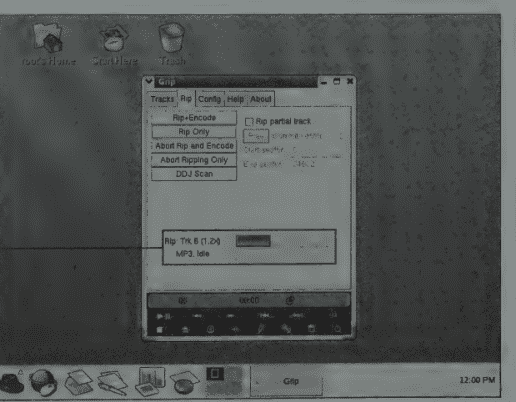 root's Home Start Here Trash
Grip
Tracks Rip Config Help About
Rip+Encode
Rip partial track
Rip Only
Abort Rip and Encode
Abort Ripping Only
DDJ Scan
Rip: Trk 8 (1.2x)
MP3: Idle
00:00
Grip
12:00 PM